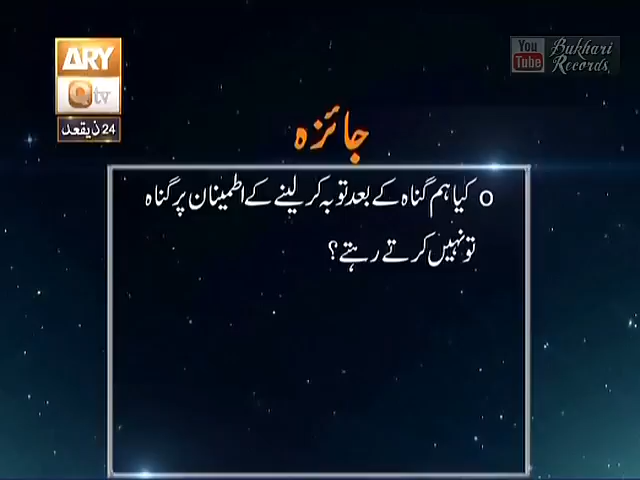 ARY
Qtv
24 ذیقعد
You Tube
Bukhari Records
جائزہ
o کیا ہم گناہ کے بعد توبہ کر لینے کے اطمینان پر گناہ
تو نہیں کرتے رہتے؟